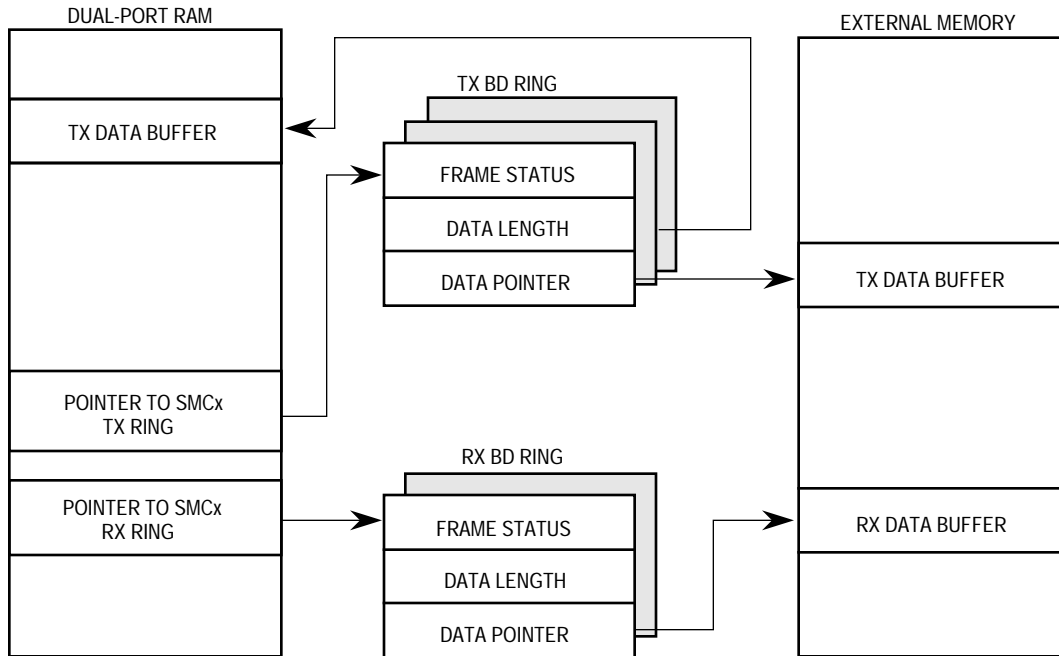 DUAL-PORT RAM
EXTERNAL MEMORY
TX BD RING
TX DATA BUFFER
FRAME STATUS
DATA LENGTH
DATA POINTER
TX DATA BUFFER
POINTER TO SMCx
TX RING
RX BD RING
POINTER TO SMCx
RX RING
FRAME STATUS
RX DATA BUFFER
DATA LENGTH
DATA POINTER